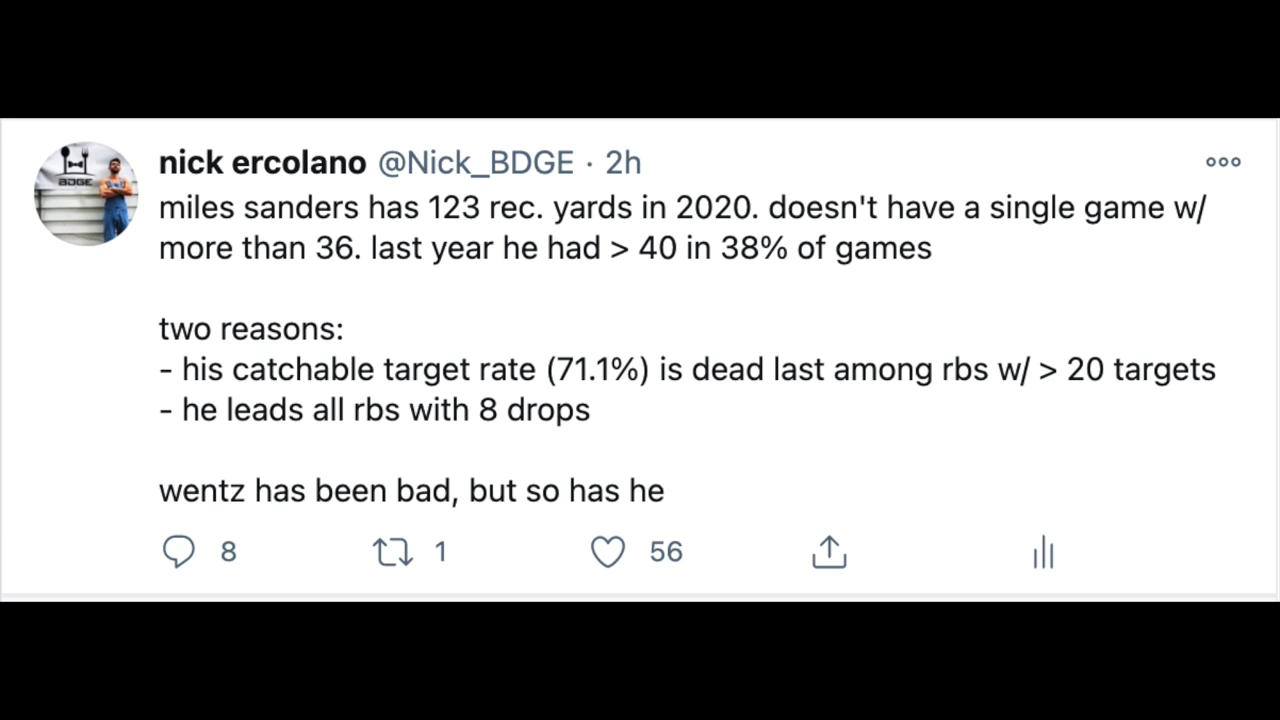 BDGE
nick ercolano @Nick_BDGE · 2h
miles sanders has 123 rec. yards in 2020. doesn't have a single game w/
more than 36. last year he had > 40 in 38% of games
two reasons:
- his catchable target rate (71.1%) is dead last among rbs w/ > 20 targets
- he leads all rbs with 8 drops
wentz has been bad, but so has he
8 1 56